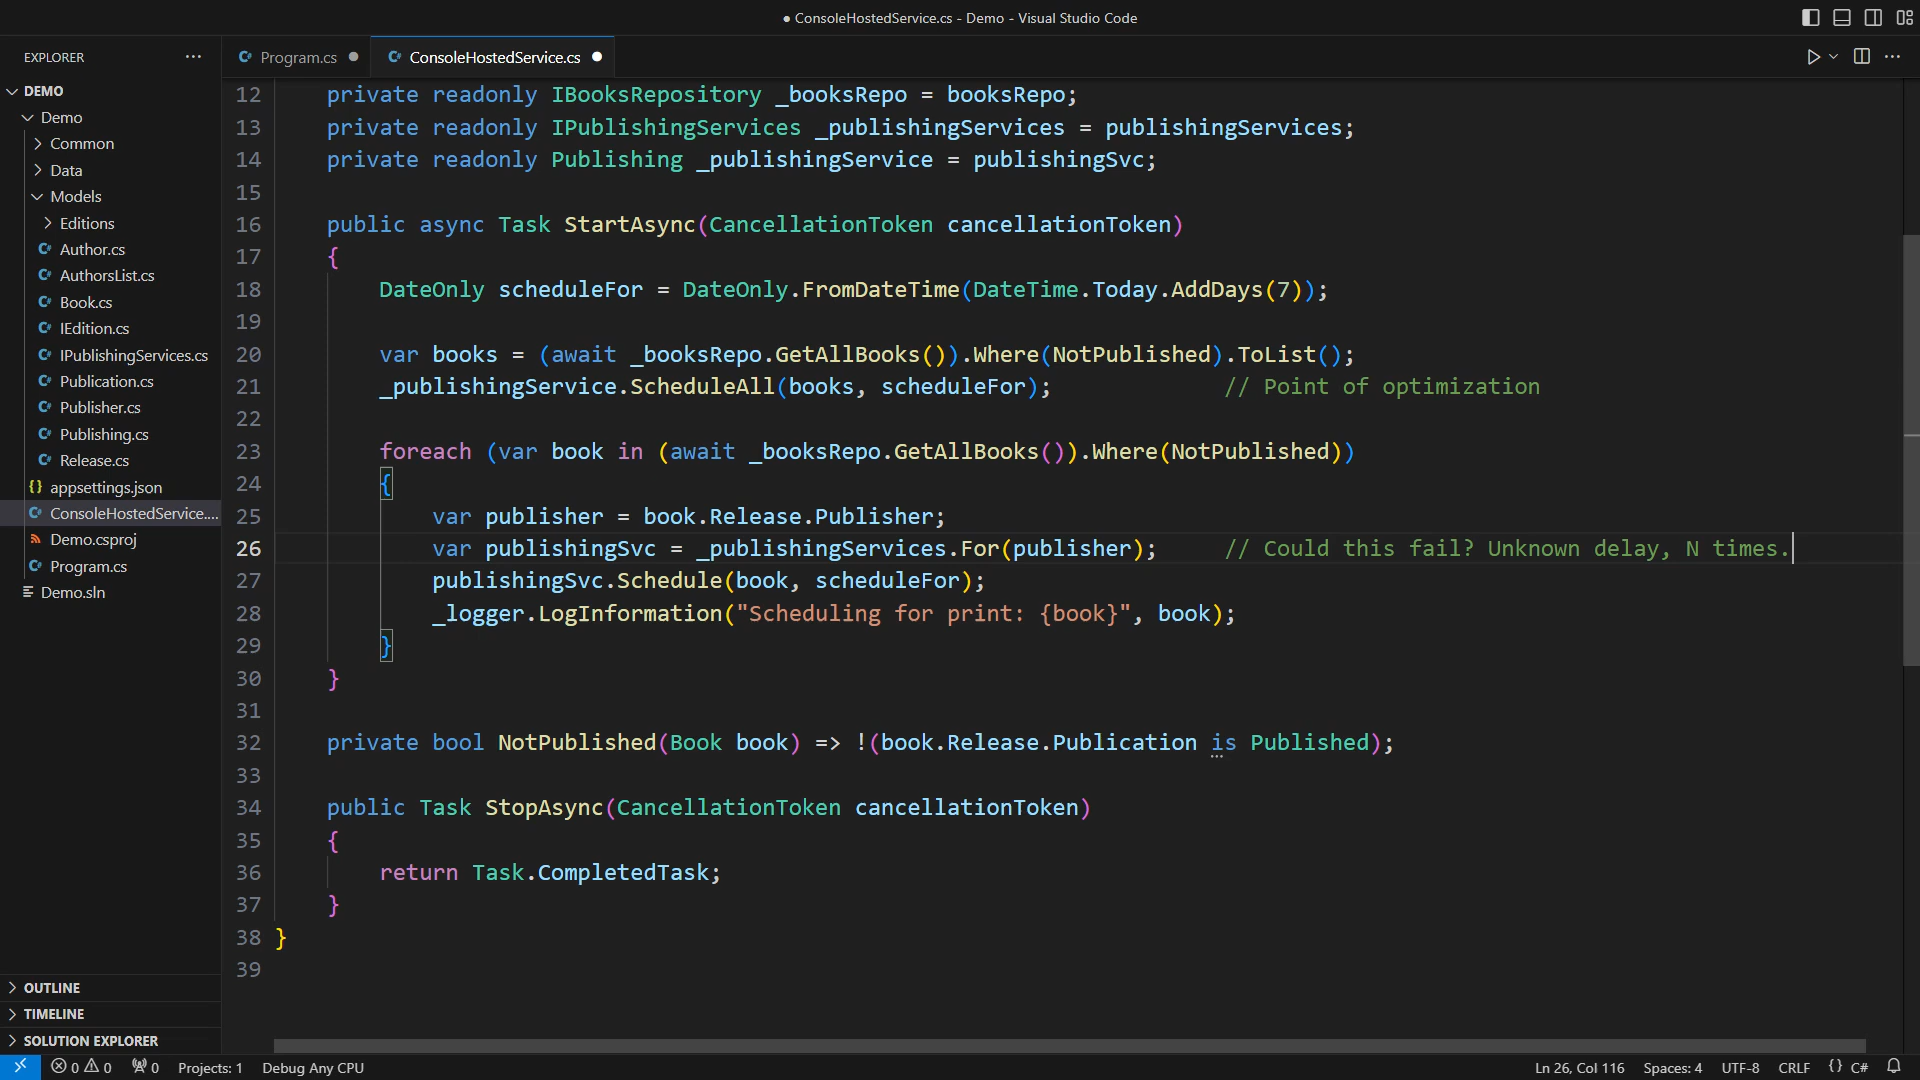 ● ConsoleHostedService.cs - Demo - Visual Studio Code
EXPLORER
Program.cs
ConsoleHostedService.cs
DEMO
Demo
Common
Data
Models
Editions
Author.cs
AuthorsList.cs
Book.cs
IEdition.cs
IPublishingServices.cs
Publication.cs
Publisher.cs
Publishing.cs
Release.cs
appsettings.json
ConsoleHostedService....
Demo.csproj
Program.cs
Demo.sln
OUTLINE
TIMELINE
SOLUTION EXPLORER
12 private readonly IBooksRepository _booksRepo = booksRepo;
13 private readonly IPublishingServices _publishingServices = publishingServices;
14 private readonly Publishing _publishingService = publishingSvc;
15
16 public async Task StartAsync(CancellationToken cancellationToken)
17 {
18 DateOnly scheduleFor = DateOnly.FromDateTime(DateTime.Today.AddDays(7));
19
20 var books = (await _booksRepo.GetAllBooks()).Where(NotPublished).ToList();
21 _publishingService.ScheduleAll(books, scheduleFor); // Point of optimization
22
23 foreach (var book in (await _booksRepo.GetAllBooks()).Where(NotPublished))
24 {
25 var publisher = book.Release.Publisher;
26 var publishingSvc = _publishingServices.For(publisher); // Could this fail? Unknown delay, N times.
27 publishingSvc.Schedule(book, scheduleFor);
28 _logger.LogInformation("Scheduling for print: {book}", book);
29 }
30 }
31
32 private bool NotPublished(Book book) => !(book.Release.Publication is Published);
33
34 public Task StopAsync(CancellationToken cancellationToken)
35 {
36 return Task.CompletedTask;
37 }
38 }
39
0 0 0 Projects: 1 Debug Any CPU Ln 26, Col 116 Spaces: 4 UTF-8 CRLF {} C#